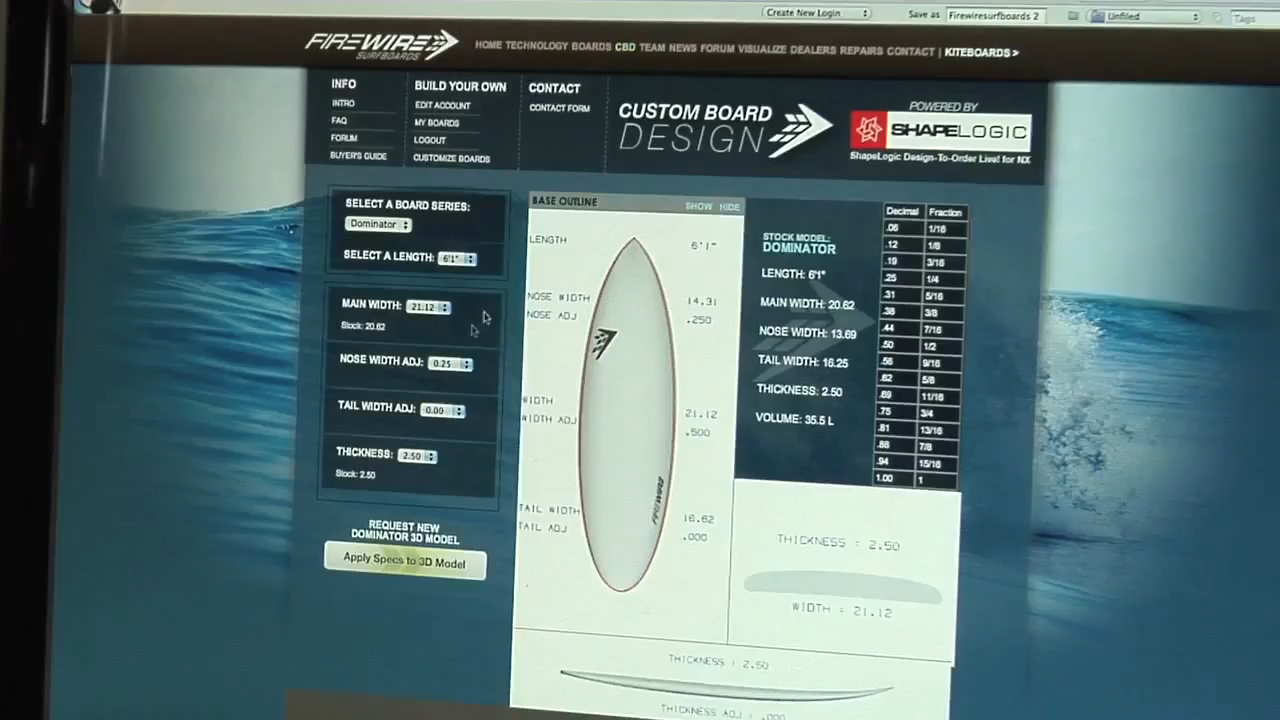 Create New Login
Save as
Firewiresurfboards 2
Unfiled
Tags
FIREWIRE
SURFBOARDS
HOME TECHNOLOGY BOARDS CBD TEAM NEWS FORUM VISUALIZE DEALERS REPAIRS CONTACT | KITEBOARDS >
INFO
INTRO
FAQ
FORUM
BUYER'S GUIDE
BUILD YOUR OWN
EDIT ACCOUNT
MY BOARDS
LOGOUT
CUSTOMIZE BOARDS
CONTACT
CONTACT FORM
CUSTOM BOARD
DESIGN
POWERED BY
SHAPELOGIC
ShapeLogic Design-To-Order Live! for NX
SELECT A BOARD SERIES:
Dominator
SELECT A LENGTH: 6'1"
MAIN WIDTH: 21.12
Stock: 20.62
NOSE WIDTH ADJ: 0.25
TAIL WIDTH ADJ: 0.00
THICKNESS: 2.50
Stock: 2.50
REQUEST NEW
DOMINATOR 3D MODEL
Apply Specs to 3D Model
BASE OUTLINE SHOW HIDE
LENGTH 6'1"
NOSE WIDTH 14.31
NOSE ADJ .250
WIDTH 21.12
WIDTH ADJ .500
TAIL WIDTH 16.62
TAIL ADJ .000
FIREWIRE
STOCK MODEL:
DOMINATOR
LENGTH: 6'1"
MAIN WIDTH: 20.62
NOSE WIDTH: 13.69
TAIL WIDTH: 16.25
THICKNESS: 2.50
VOLUME: 35.5 L
Decimal Fraction
.06 1/16
.12 1/8
.19 3/16
.25 1/4
.31 5/16
.38 3/8
.44 7/16
.50 1/2
.56 9/16
.62 5/8
.69 11/16
.75 3/4
.81 13/16
.88 7/8
.94 15/16
1.00 1
THICKNESS : 2.50
WIDTH = 21.12
THICKNESS : 2.50
THICKNESS ADJ : .000